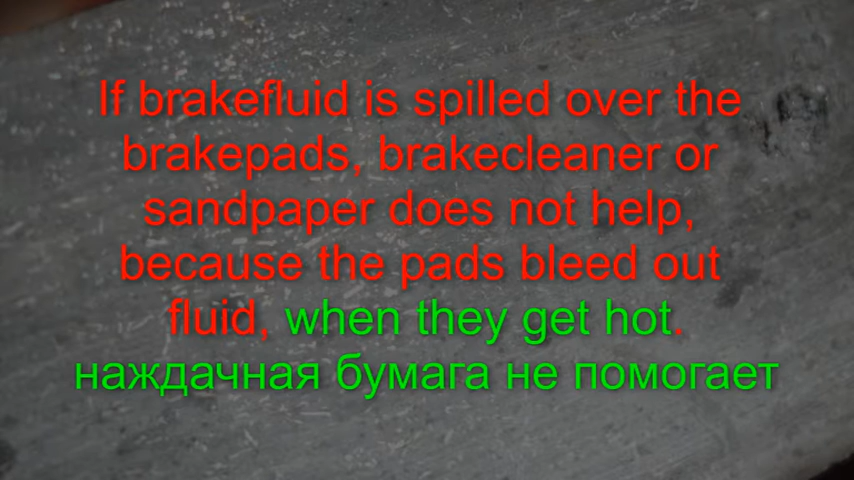 If brakefluid is spilled over the
brakepads, brakecleaner or
sandpaper does not help,
because the pads bleed out
fluid, when they get hot.
наждачная бумага не помогает